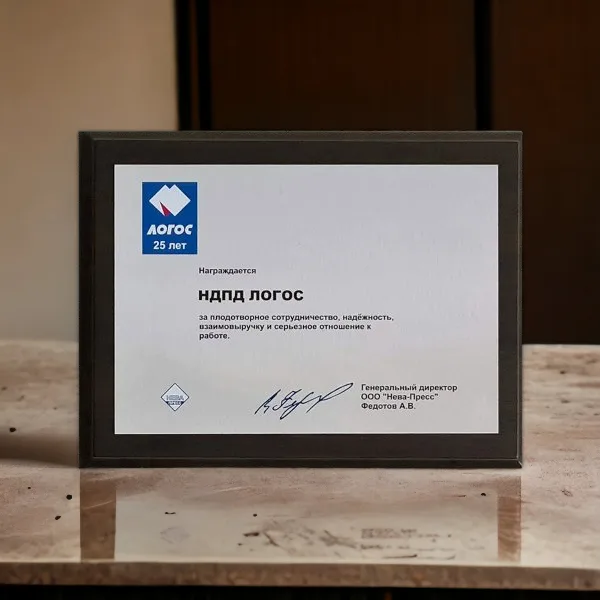 ЛОГОС
25 лет
Награждается
НДПД ЛОГОС
за плодотворное сотрудничество, надёжность,
взаимовыручку и серьезное отношение к
работе.
НЕВА
ПРЕСС
Генеральный директор
ООО "Нева-Пресс"
Федотов А.В.